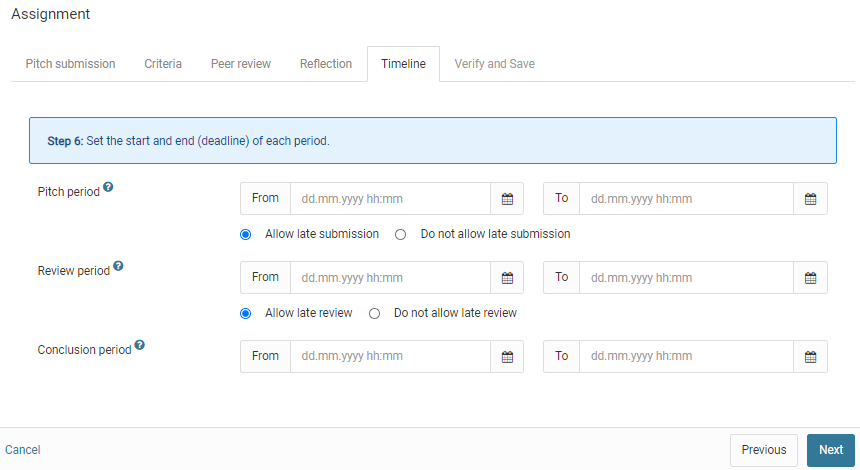 Assignment
Pitch submission Criteria Peer review Reflection Timeline Verify and Save
Step 6: Set the start and end (deadline) of each period.
Pitch period ? From dd.mm.yyyy hh:mm To dd.mm.yyyy hh:mm
Allow late submission Do not allow late submission
Review period ? From dd.mm.yyyy hh:mm To dd.mm.yyyy hh:mm
Allow late review Do not allow late review
Conclusion period ? From dd.mm.yyyy hh:mm To dd.mm.yyyy hh:mm
Cancel Previous Next